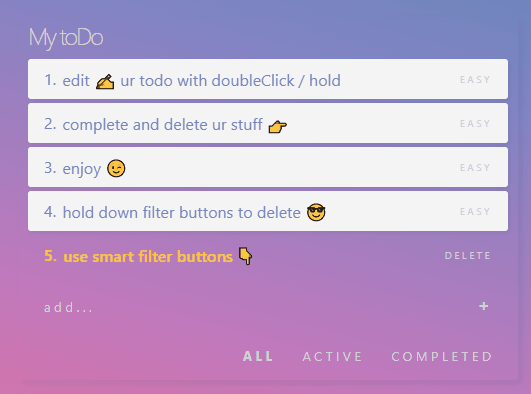 My toDo
1. edit ✍️ ur todo with doubleClick / hold EASY
2. complete and delete ur stuff 👉 EASY
3. enjoy 😉 EASY
4. hold down filter buttons to delete 😎 EASY
5. use smart filter buttons 👇 DELETE
add... +
ALL ACTIVE COMPLETED